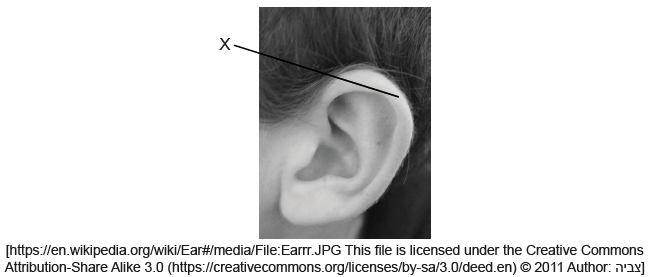 X
[https://en.wikipedia.org/wiki/Ear#/media/File:Earrr.JPG This file is licensed under the Creative Commons
Attribution-Share Alike 3.0 (https://creativecommons.org/licenses/by-sa/3.0/deed.en) © 2011 Author: צביה]